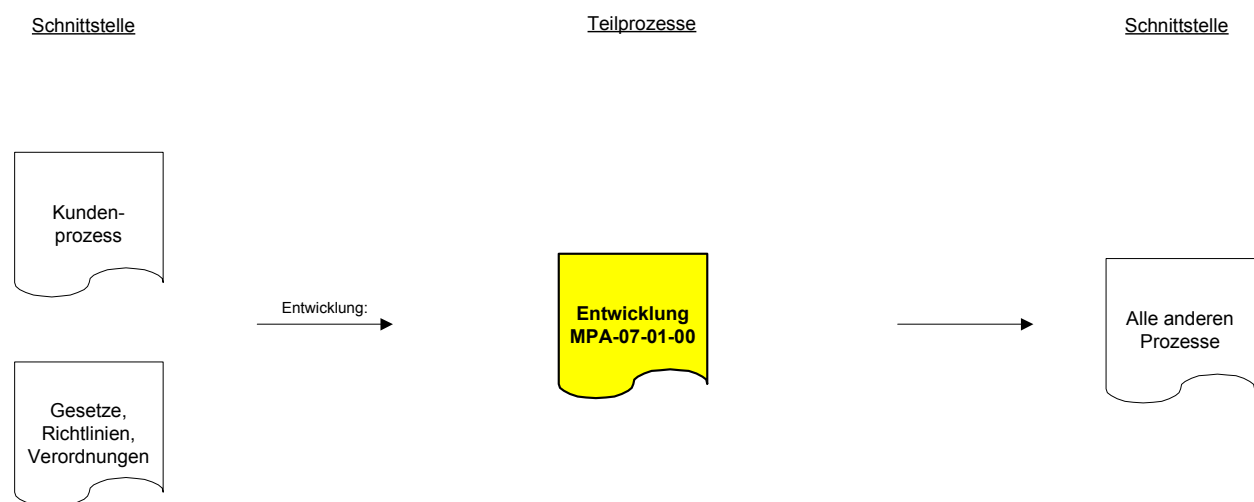 Schnittstelle
Teilprozesse
Schnittstelle
Kunden-
prozess
Entwicklung:
Entwicklung
MPA-07-01-00
Alle anderen
Prozesse
Gesetze,
Richtlinien,
Verordnungen